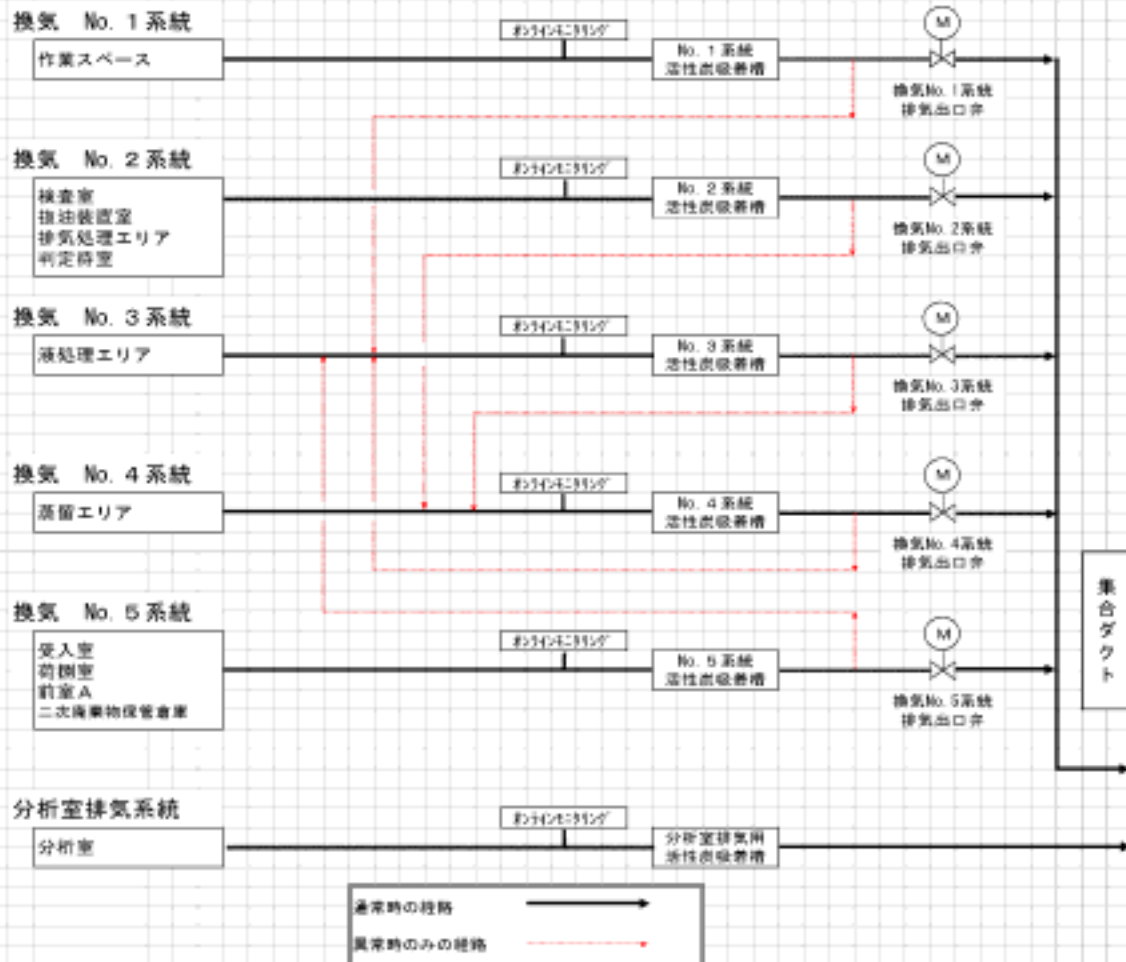 換気　No. 1系統
作業スペース
オンラインモニタリング
No. 1系統
活性炭吸着槽
M
換気No. 1系統
排気出口弁
換気　No. 2系統
検査室
抜油装置室
排気処理エリア
判定待室
オンラインモニタリング
No. 2系統
活性炭吸着槽
M
換気No. 2系統
排気出口弁
換気　No. 3系統
液処理エリア
オンラインモニタリング
No. 3系統
活性炭吸着槽
M
換気No. 3系統
排気出口弁
換気　No. 4系統
蒸留エリア
オンラインモニタリング
No. 4系統
活性炭吸着槽
M
換気No. 4系統
排気出口弁
換気　No. 5系統
受入室
荷捌室
前室A
二次廃棄物保管倉庫
オンラインモニタリング
No. 5系統
活性炭吸着槽
M
換気No. 5系統
排気出口弁
集合ダクト
分析室排気系統
分析室
オンラインモニタリング
分析室排気用
活性炭吸着槽
通常時の経路
異常時のみの経路